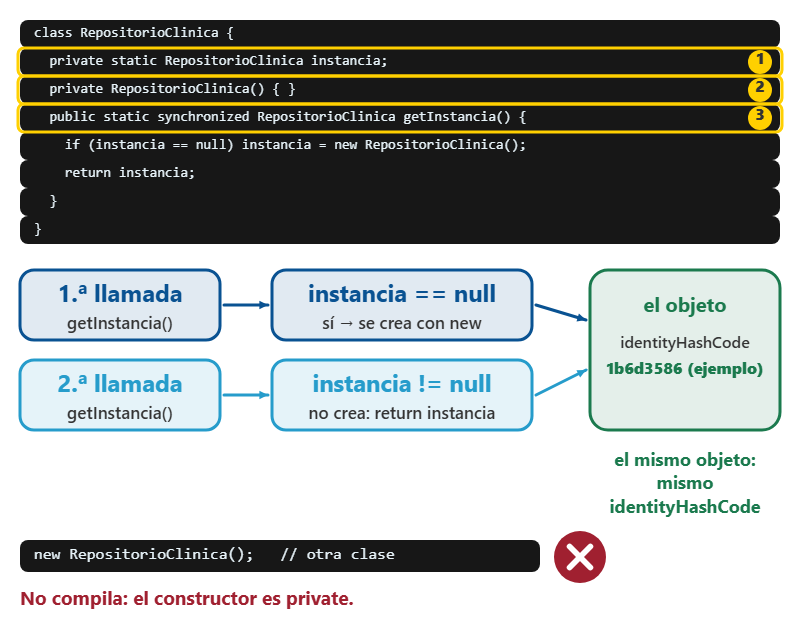 class RepositorioClinica {
private static RepositorioClinica instancia; 1
private RepositorioClinica() { } 2
public static synchronized RepositorioClinica getInstancia() { 3
if (instancia == null) instancia = new RepositorioClinica();
return instancia;
}
}
1.ª llamada
getInstancia()
instancia == null
sí → se crea con new
2.ª llamada
getInstancia()
instancia != null
no crea: return instancia
el objeto
identityHashCode
1b6d3586 (ejemplo)
el mismo objeto:
mismo
identityHashCode
new RepositorioClinica();   // otra clase
No compila: el constructor es private.